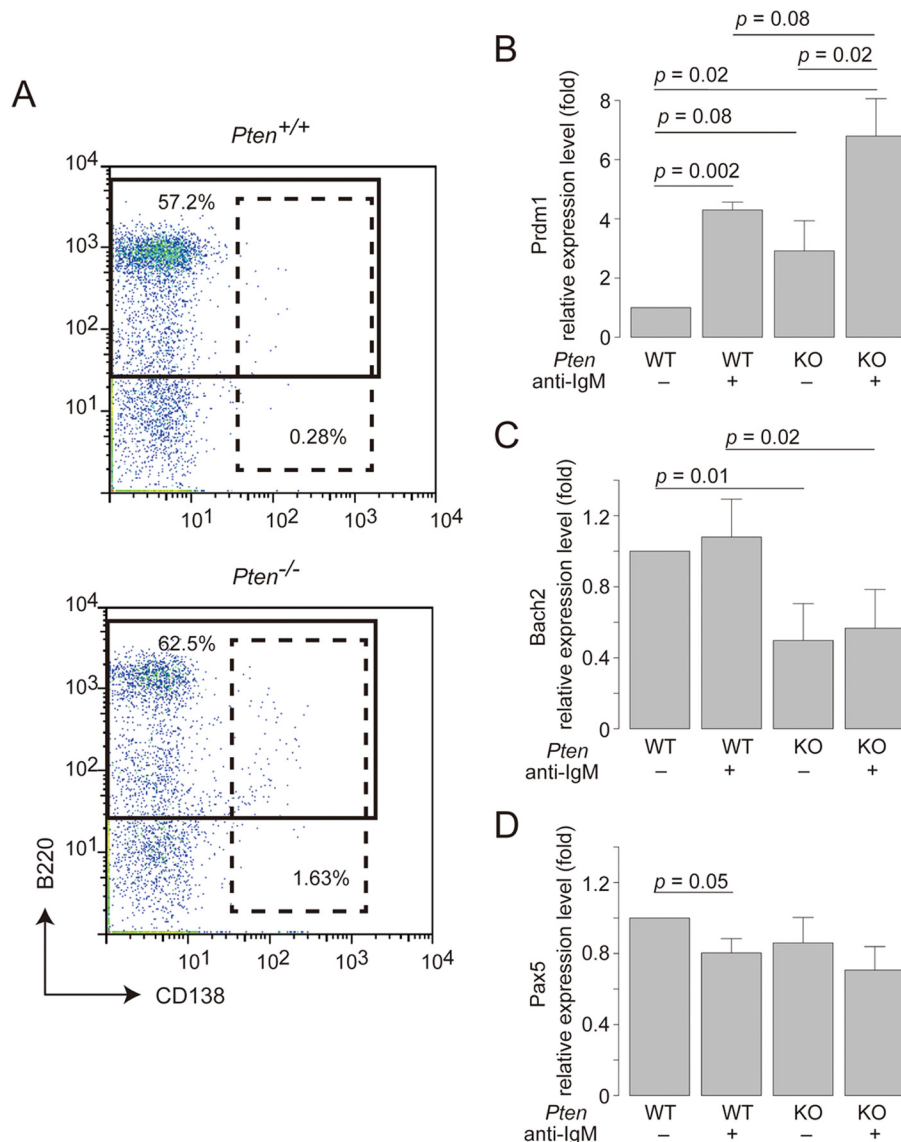 A
Pten+/+
10⁴
10³
10²
10¹
57.2%
0.28%
10¹ 10² 10³ 10⁴
Pten-/-
10⁴
10³
10²
10¹
62.5%
1.63%
10¹ 10² 10³ 10⁴
B220
CD138
B
p = 0.08
p = 0.02
p = 0.02
p = 0.08
p = 0.002
Prdm1
relative expression level (fold)
8
6
4
2
0
Pten WT WT KO KO
anti-IgM – + – +
C
p = 0.02
p = 0.01
Bach2
relative expression level (fold)
1.2
0.8
0.4
0
Pten WT WT KO KO
anti-IgM – + – +
D
p = 0.05
Pax5
relative expression level (fold)
1.2
0.8
0.4
0
Pten WT WT KO KO
anti-IgM – + – +